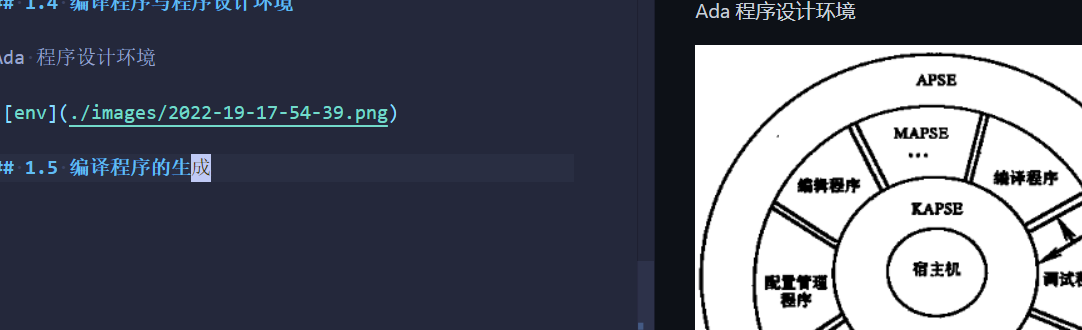 ## 1.4 编译程序与程序设计环境
Ada 程序设计环境
[env](./images/2022-19-17-54-39.png)
## 1.5 编译程序的生成
Ada 程序设计环境
APSE
MAPSE
...
编辑程序
编译程序
KAPSE
宿主机
配置管理
程序
调试程